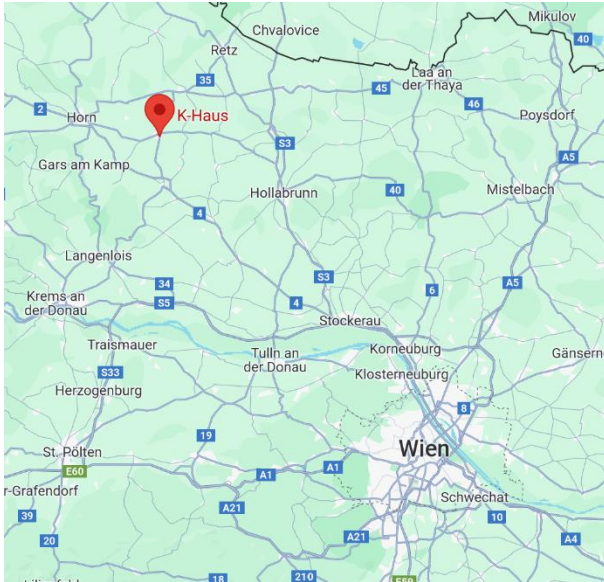 Mikulov
Chvalovice
40
Retz
35
Laa an
der Thaya
45
46
2
K-Haus
Horn
Poysdorf
S3
A5
Gars am Kamp
Hollabrunn
40
Mistelbach
4
Langenlois
34
S3
A5
6
Krems an
der Donau
S5
4
Stockerau
Traismauer
Tulln an
der Donau
Korneuburg
Gänsern
S33
Klosterneuburg
Herzogenburg
8
19
Wien
St. Pölten
E60
A1
A1
r-Grafendorf
Schwechat
39
A21
10
20
A21
A4
18
210
E59